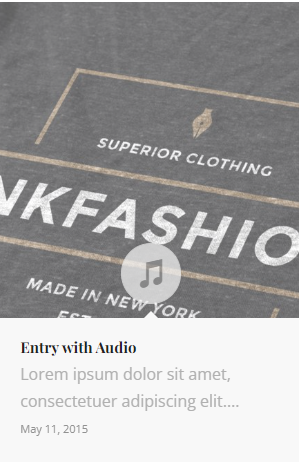 SUPERIOR CLOTHING
NKFASHIO
MADE IN NEW YORK
EST
Entry with Audio
Lorem ipsum dolor sit amet,
consectetuer adipiscing elit....
May 11, 2015